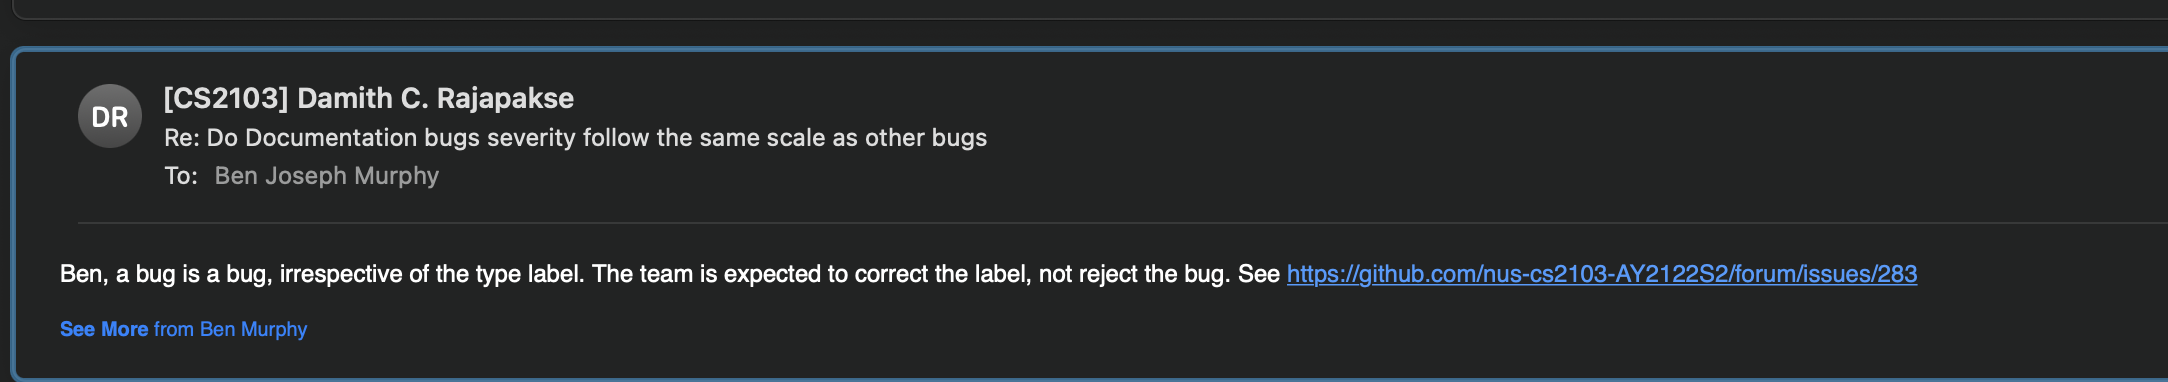 DR
[CS2103] Damith C. Rajapakse
Re: Do Documentation bugs severity follow the same scale as other bugs
To: Ben Joseph Murphy
Ben, a bug is a bug, irrespective of the type label. The team is expected to correct the label, not reject the bug. See https://github.com/nus-cs2103-AY2122S2/forum/issues/283
See More from Ben Murphy